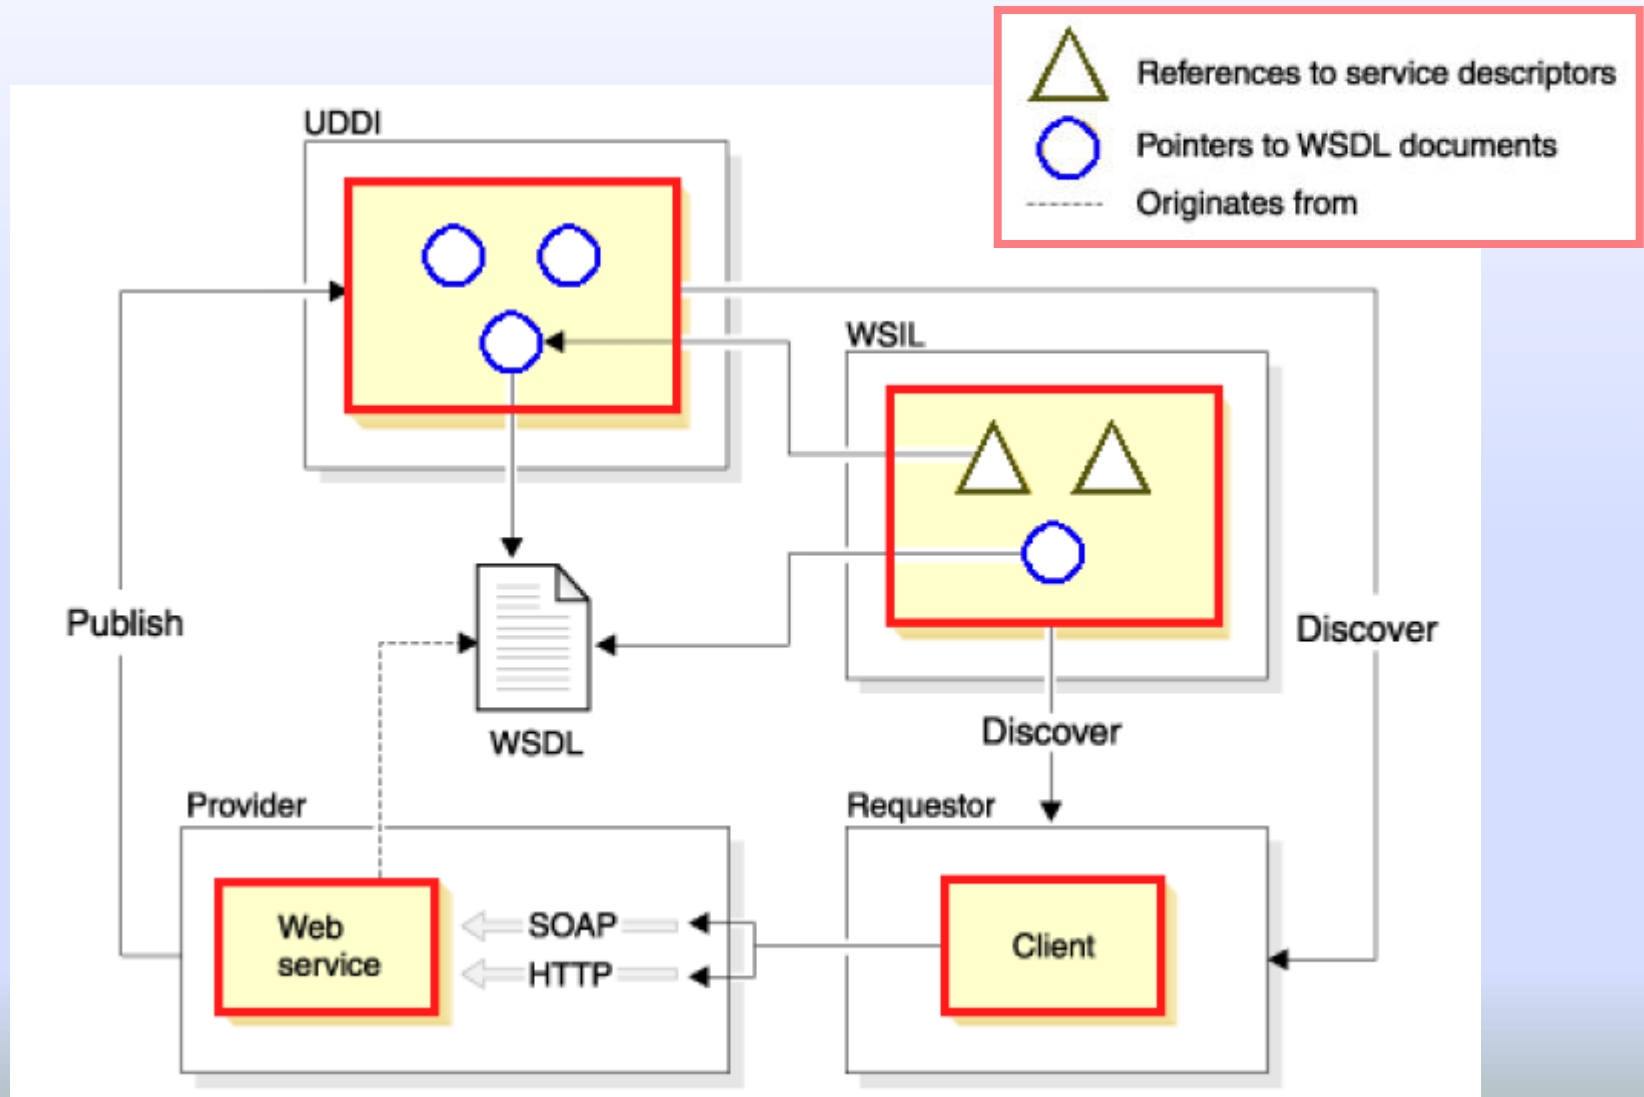 References to service descriptors
Pointers to WSDL documents
Originates from
UDDI
WSIL
Publish
Discover
WSDL
Discover
Provider
Requestor
Web
service
SOAP
HTTP
Client